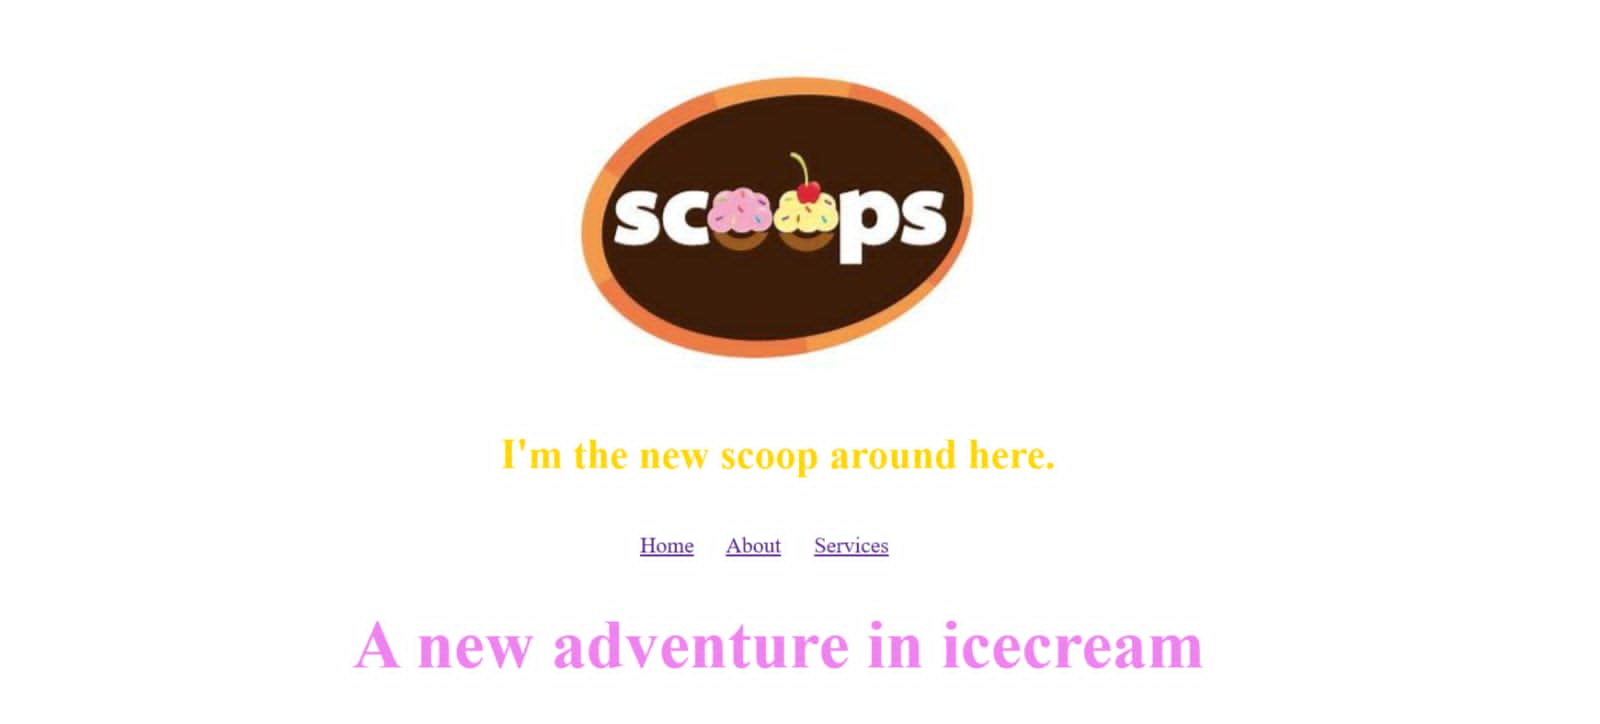 scoops
I'm the new scoop around here.
Home About Services
A new adventure in icecream